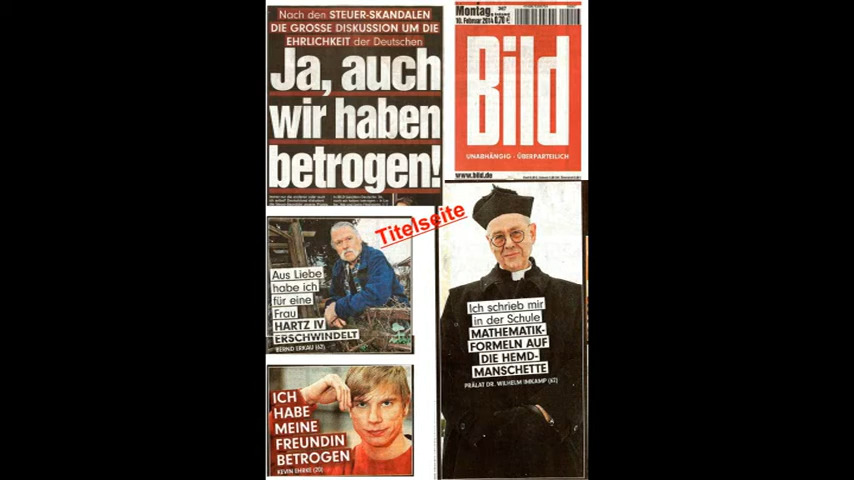 Nach den STEUER-SKANDALEN
DIE GROSSE DISKUSSION UM DIE
EHRLICHKEIT der Deutschen
Ja, auch
wir haben
betrogen!
Montag
10. Februar 2014 0,70 €
Bild
UNABHÄNGIG · ÜBERPARTEILICH
www.bild.de
Titelseite
Aus Liebe
habe ich
für eine
Frau
HARTZ IV
ERSCHWINDELT
BERND ERKAU (62)
Ich schrieb mir
in der Schule
MATHEMATIK-
FORMELN AUF
DIE HEMD-
MANSCHETTE
PRÄLAT DR. WILHELM IMKAMP (62)
ICH
HABE
MEINE
FREUNDIN
BETROGEN
KEVIN EHRKE (20)